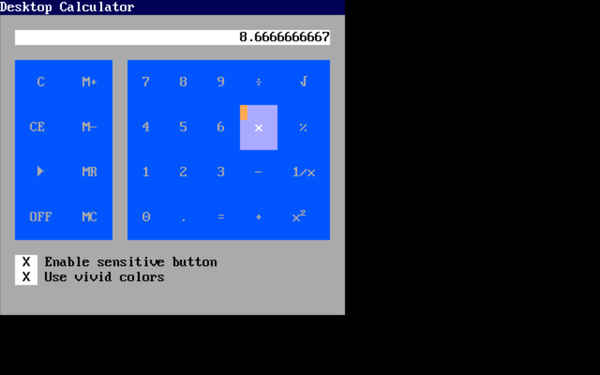 Desktop Calculator
8.6666666667
C M+ 7 8 9 ÷ √
CE M− 4 5 6 × %
▶ MR 1 2 3 − 1/x
OFF MC 0 . = + x²
X Enable sensitive button
X Use vivid colors